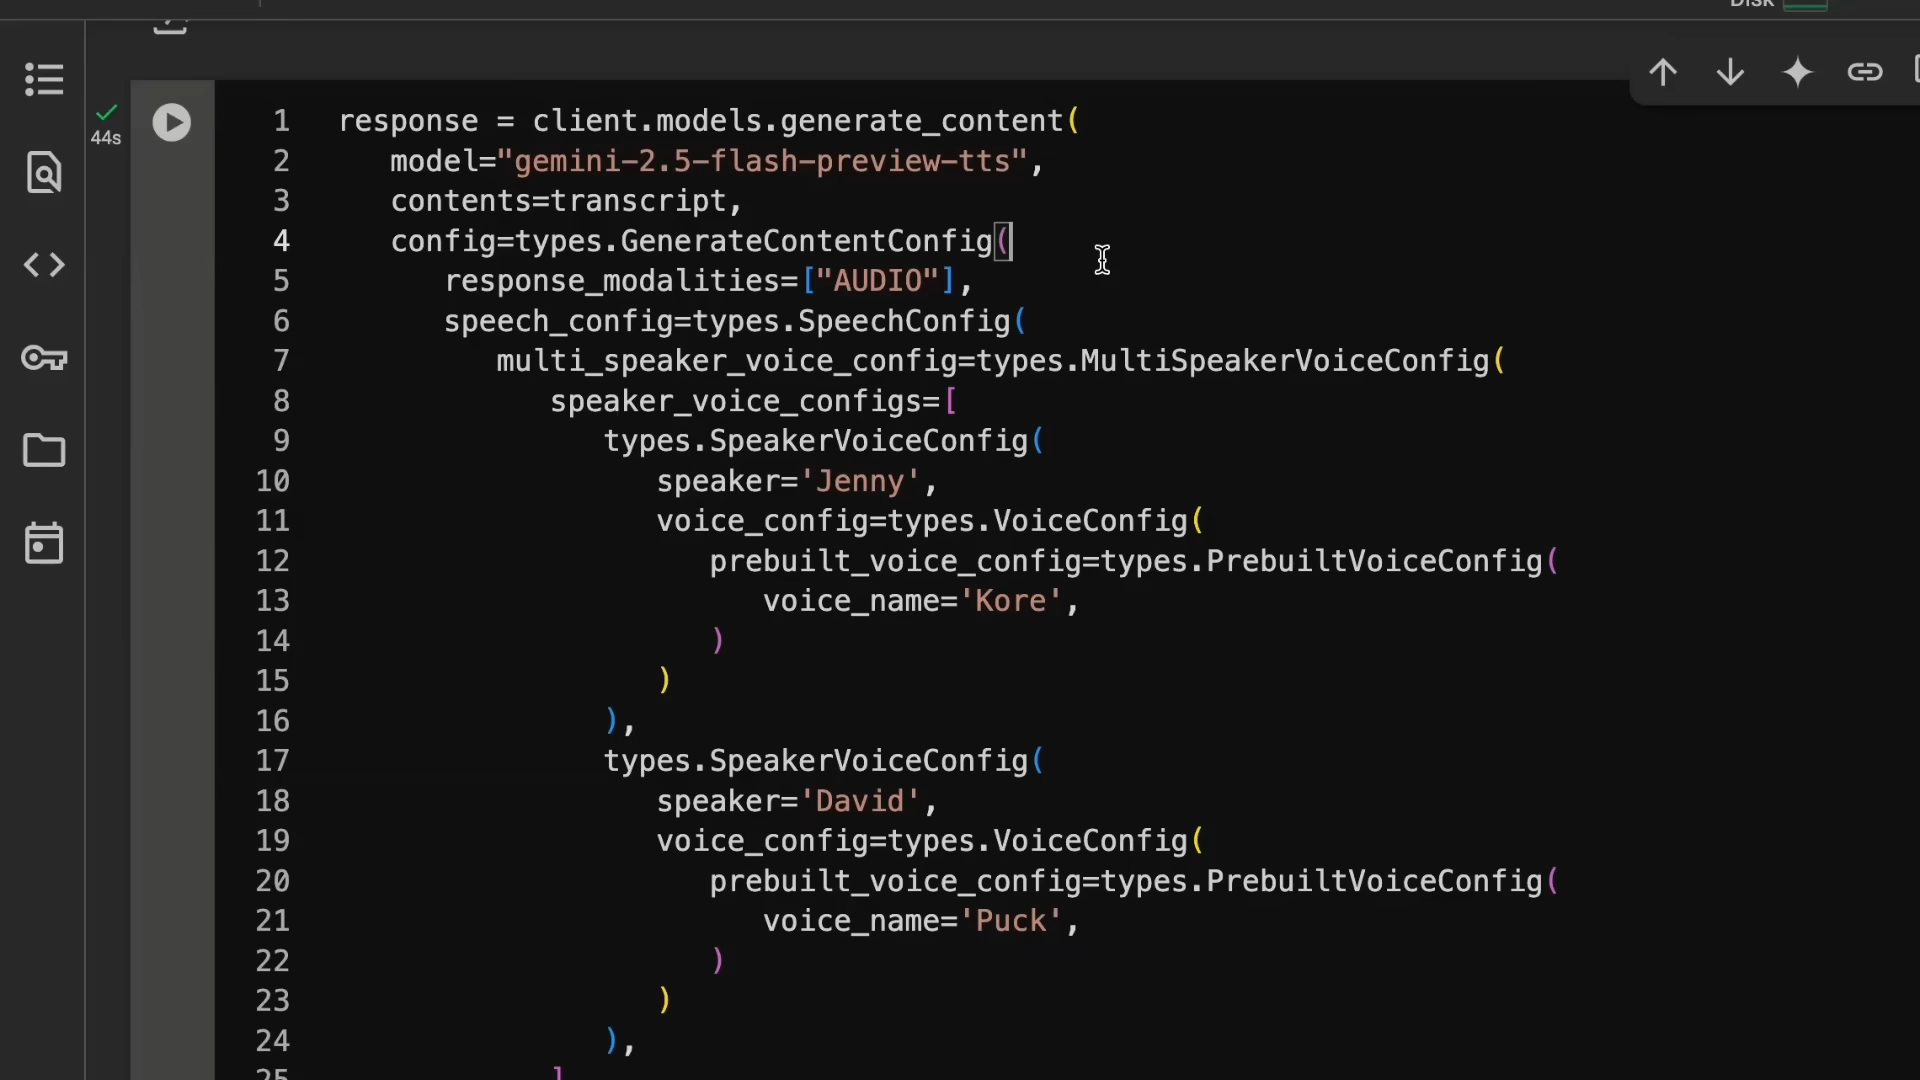 Disk
44s
1 response = client.models.generate_content(
2 model="gemini-2.5-flash-preview-tts",
3 contents=transcript,
4 config=types.GenerateContentConfig(
5 response_modalities=["AUDIO"],
6 speech_config=types.SpeechConfig(
7 multi_speaker_voice_config=types.MultiSpeakerVoiceConfig(
8 speaker_voice_configs=[
9 types.SpeakerVoiceConfig(
10 speaker='Jenny',
11 voice_config=types.VoiceConfig(
12 prebuilt_voice_config=types.PrebuiltVoiceConfig(
13 voice_name='Kore',
14 )
15 )
16 ),
17 types.SpeakerVoiceConfig(
18 speaker='David',
19 voice_config=types.VoiceConfig(
20 prebuilt_voice_config=types.PrebuiltVoiceConfig(
21 voice_name='Puck',
22 )
23 )
24 ),
25 ]